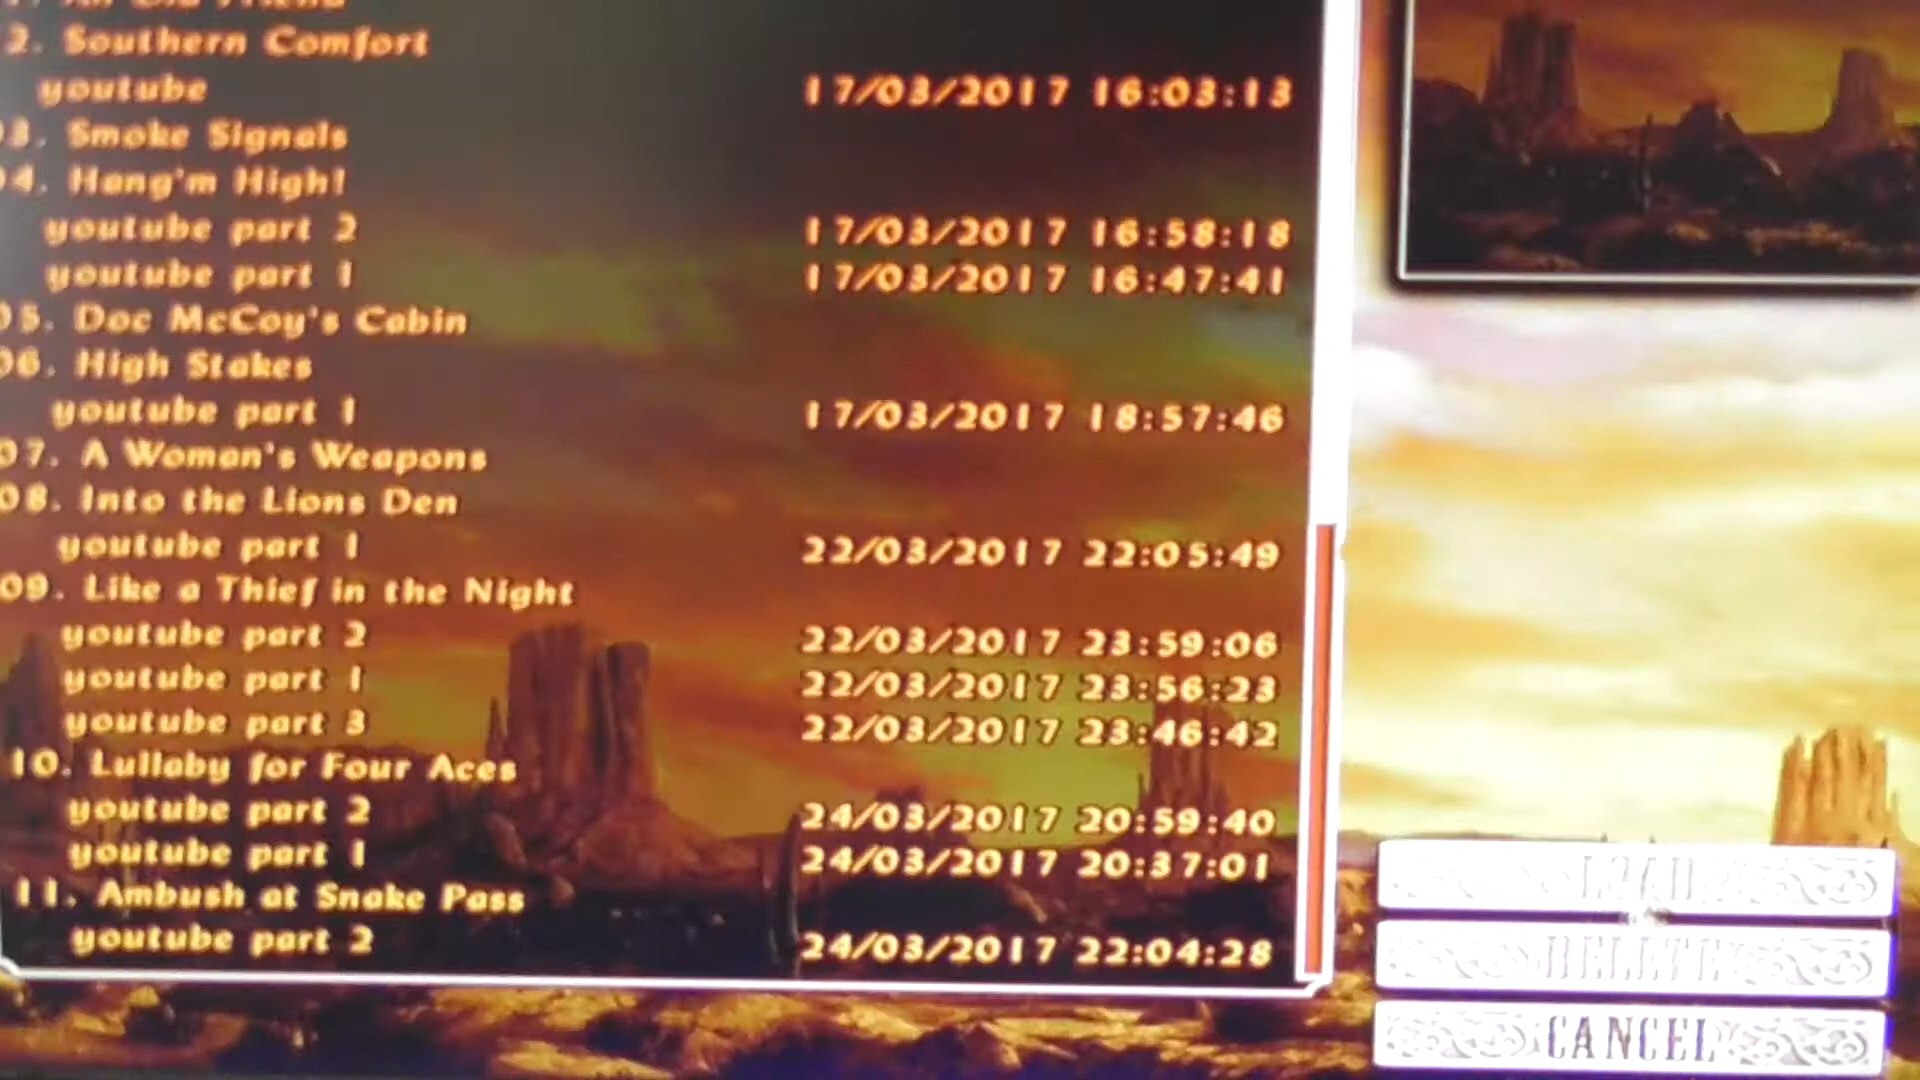 1. An Old Friend
2. Southern Comfort
youtube 17/03/2017 16:03:13
03. Smoke Signals
04. Hang'm High!
youtube part 2 17/03/2017 16:58:18
youtube part 1 17/03/2017 16:47:41
05. Doc McCoy's Cabin
06. High Stakes
youtube part 1 17/03/2017 18:57:46
07. A Woman's Weapons
08. Into the Lions Den
youtube part 1 22/03/2017 22:05:49
09. Like a Thief in the Night
youtube part 2 22/03/2017 23:59:06
youtube part 1 22/03/2017 23:56:23
youtube part 3 22/03/2017 23:46:42
10. Lullaby for Four Aces
youtube part 2 24/03/2017 20:59:40
youtube part 1 24/03/2017 20:37:01
11. Ambush at Snake Pass
youtube part 2 24/03/2017 22:04:28
LOAD
DELETE
CANCEL